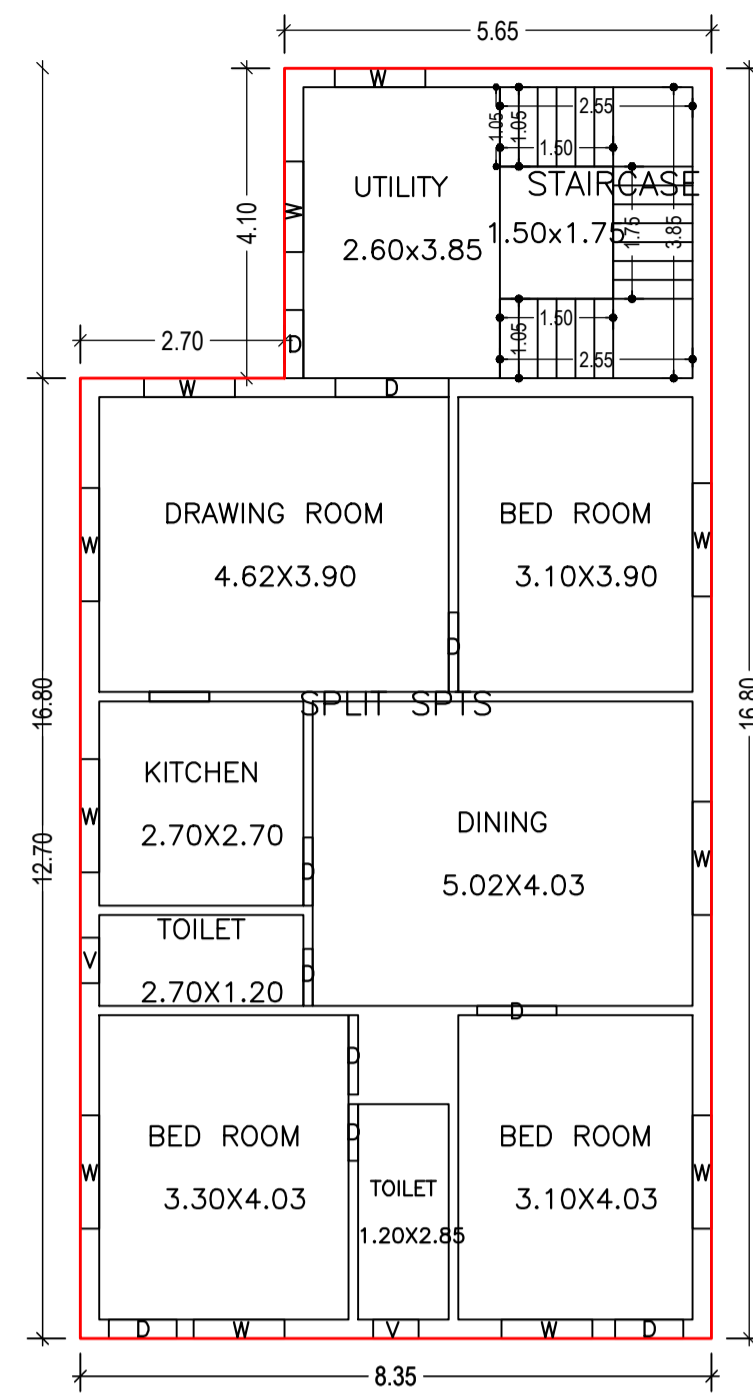 5.65
W
2.55
1.05
1.05
1.50
UTILITY
STAIRCASE
4.10
W
2.60x3.85
1.50x1.75
1.75
3.85
2.70
D
1.05
1.50
2.55
W
D
DRAWING ROOM
BED ROOM
W
W
4.62X3.90
3.10X3.90
D
16.80
SPLIT SPTS
16.80
KITCHEN
W
2.70X2.70
DINING
12.70
D
W
5.02X4.03
TOILET
V
D
2.70X1.20
D
D
BED ROOM
D
BED ROOM
W
W
3.30X4.03
TOILET
3.10X4.03
1.20X2.85
D
W
V
W
D
8.35